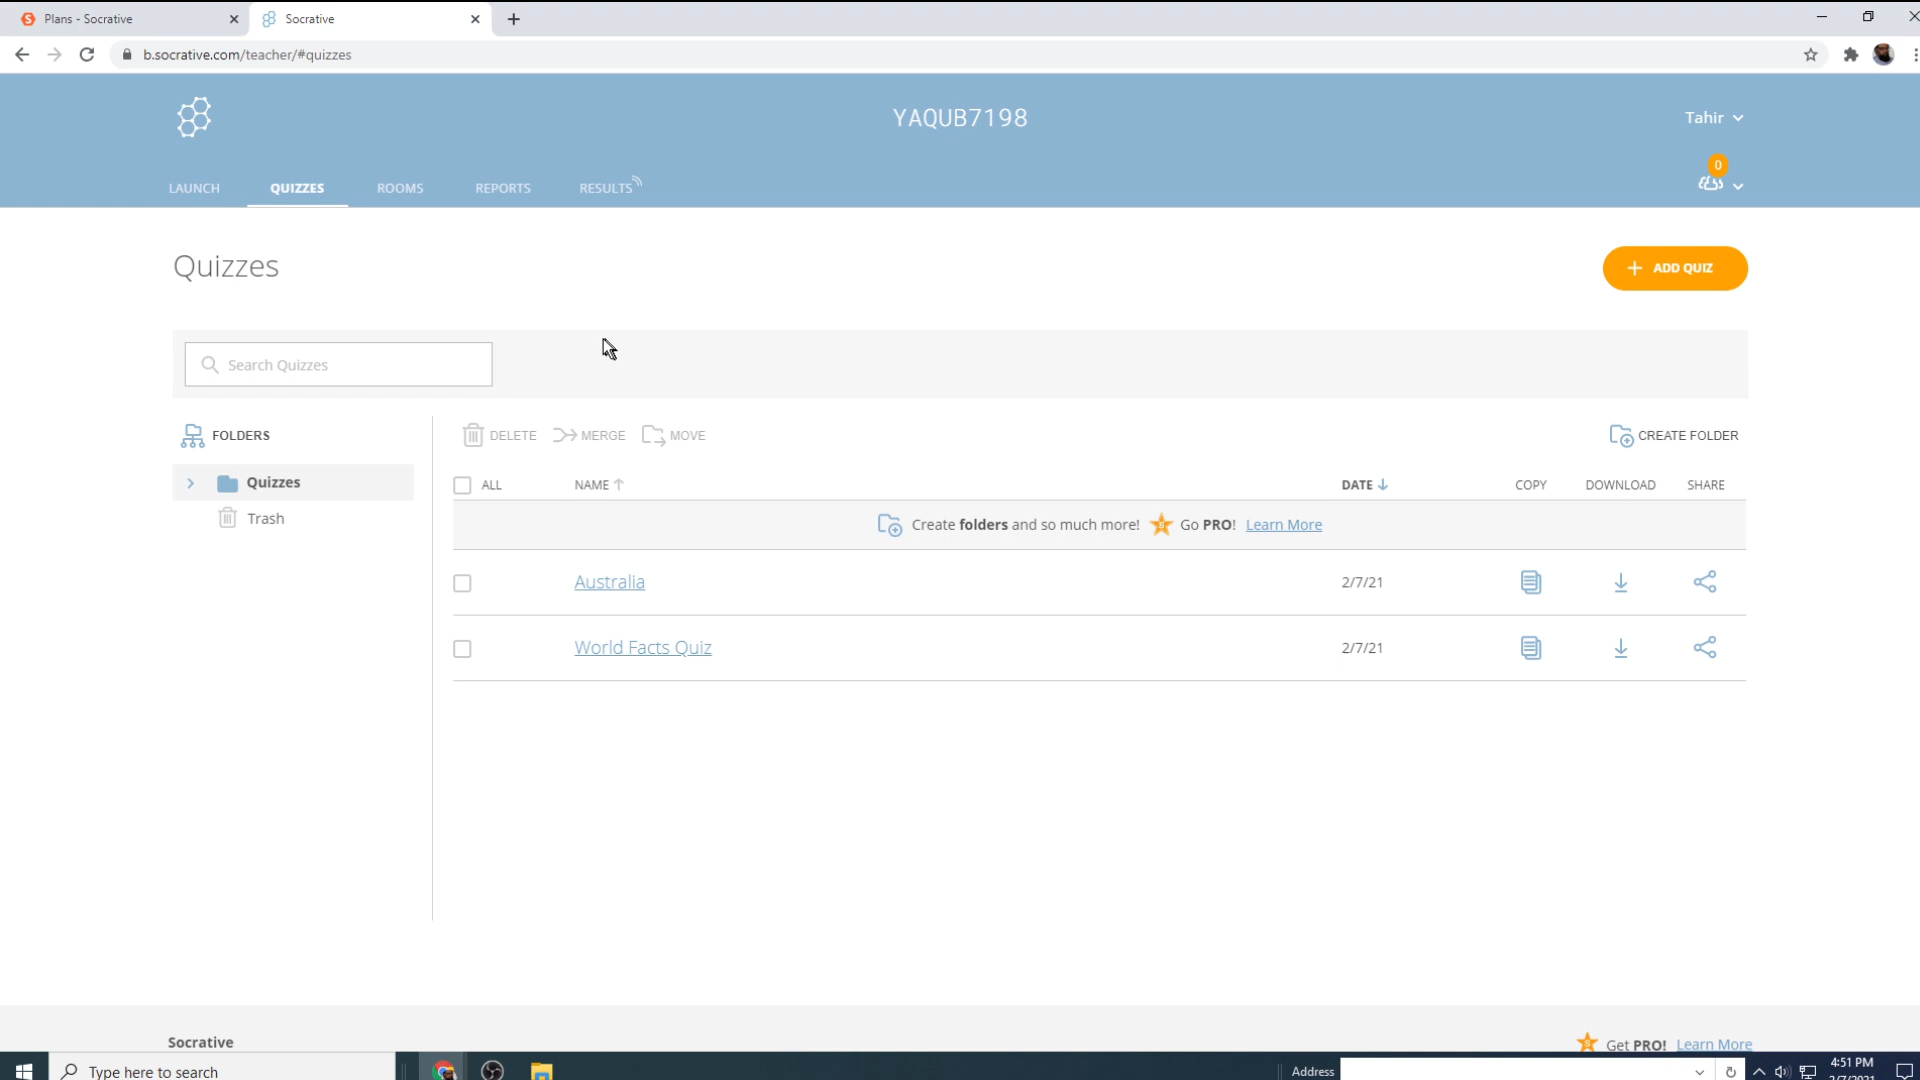 Plans - Socrative
Socrative
b.socrative.com/teacher/#quizzes
YAQUB7198
Tahir
0
LAUNCH QUIZZES ROOMS REPORTS RESULTS
Quizzes
+ ADD QUIZ
Search Quizzes
FOLDERS
Quizzes
Trash
DELETE MERGE MOVE
CREATE FOLDER
ALL NAME DATE COPY DOWNLOAD SHARE
Create folders and so much more! Go PRO! Learn More
Australia 2/7/21
World Facts Quiz 2/7/21
Socrative
Get PRO! Learn More
Type here to search
Address
4:51 PM
2/7/2021